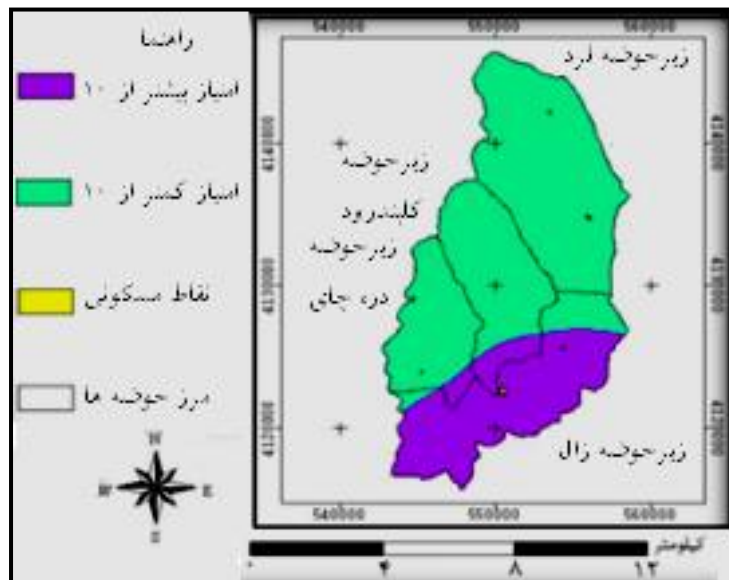 راهنما
امتیاز بیشتر از ۱۰
امتیاز کمتر از ۱۰
نقاط مسکونی
مرز حوضه ها
N
W
E
S
540000
550000
560000
زیرحوضه لرد
زیرحوضه
کلیندرود
زیرحوضه
دره چای
زیرحوضه زال
4140000
4130000
4120000
4140000
4130000
4120000
540000
550000
560000
کیلومتر
۰
۴
۸
۱۲